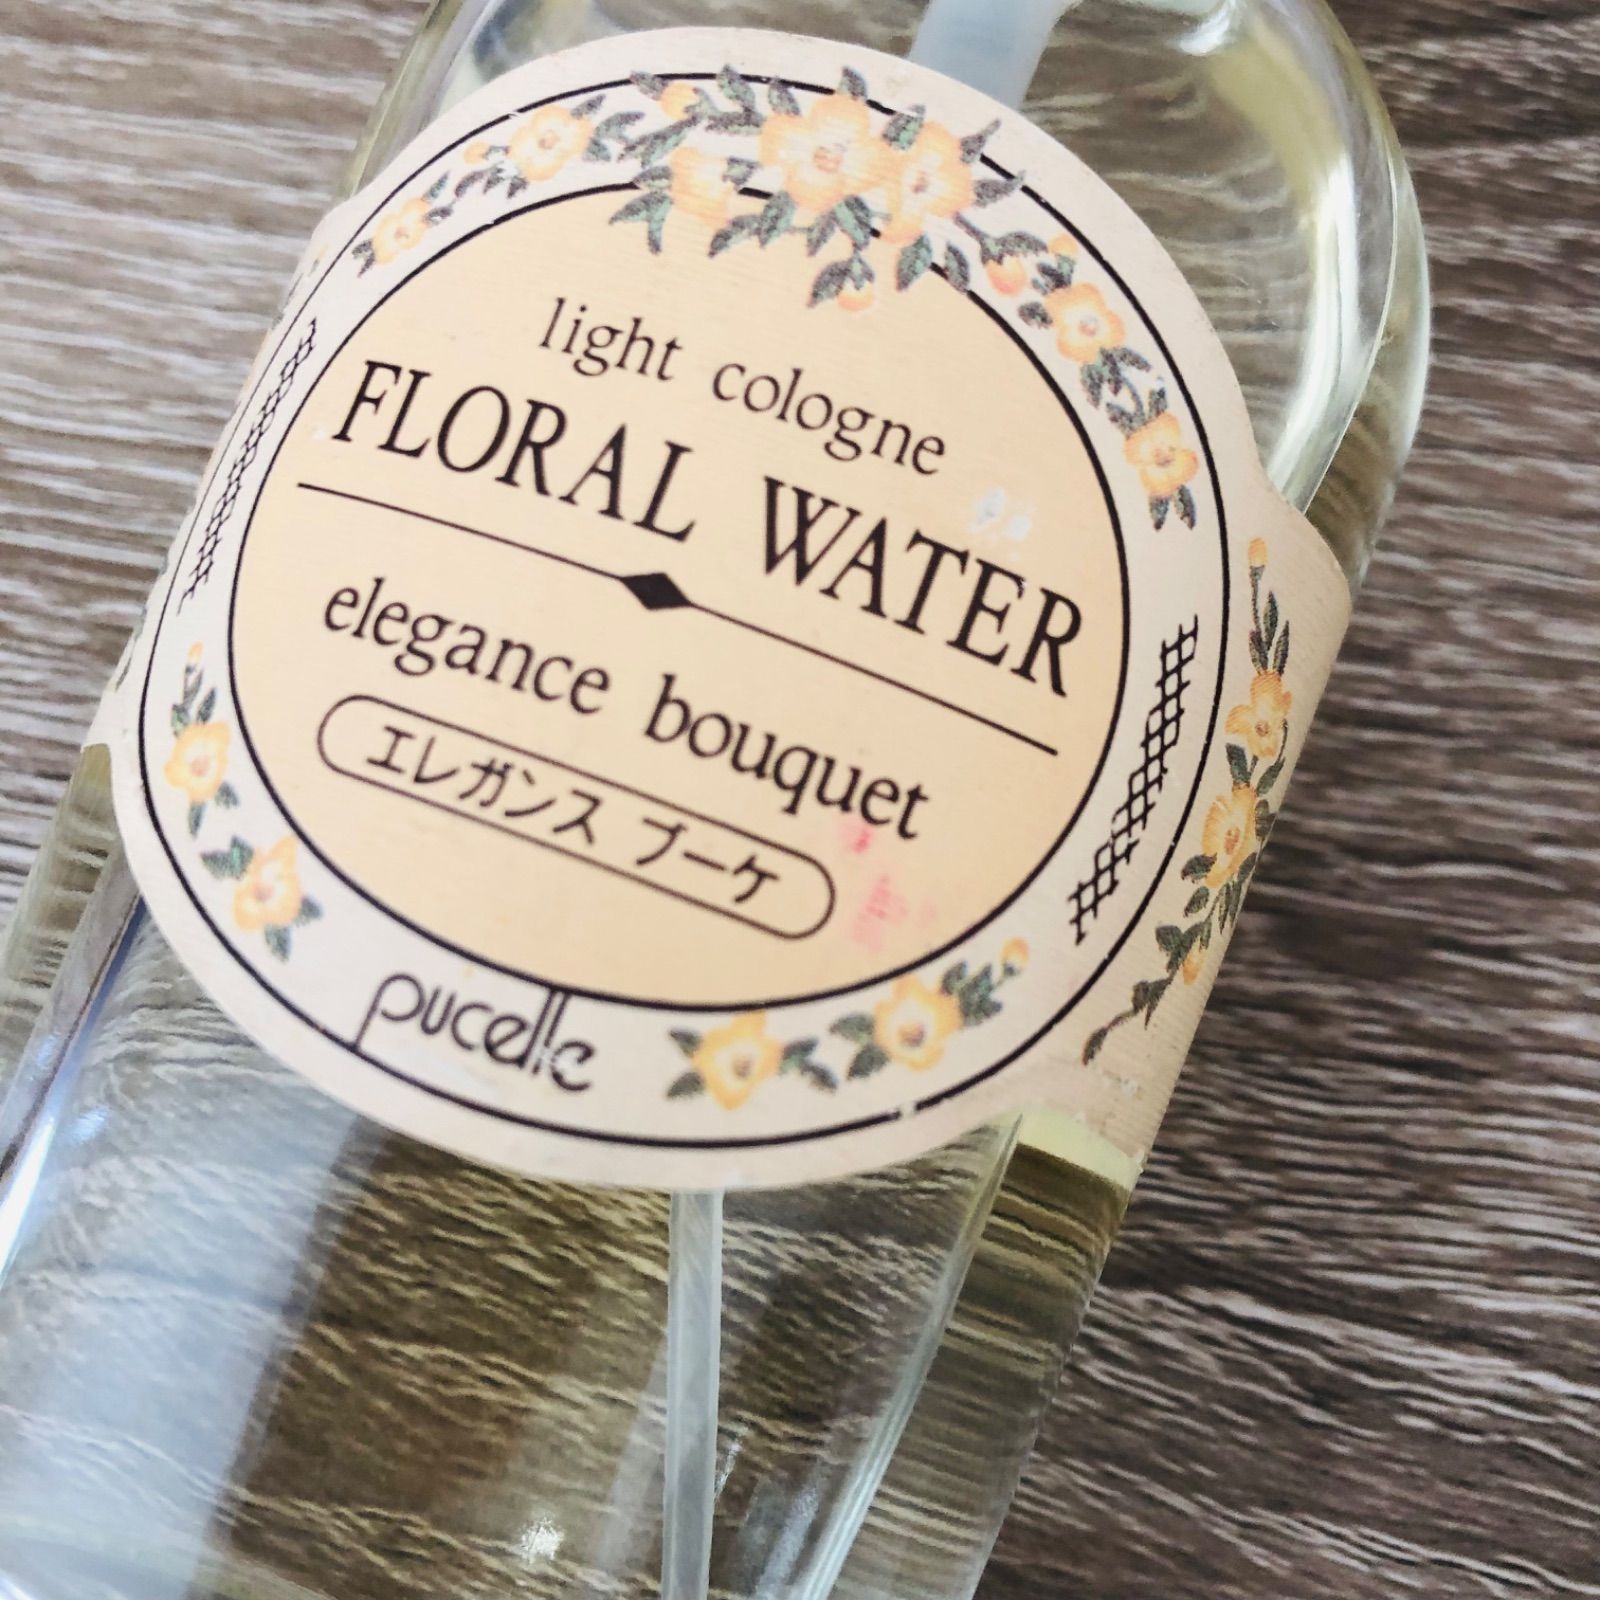 light cologne
FLORAL WATER
elegance bouquet
エレガンス ブーケ
pucelle